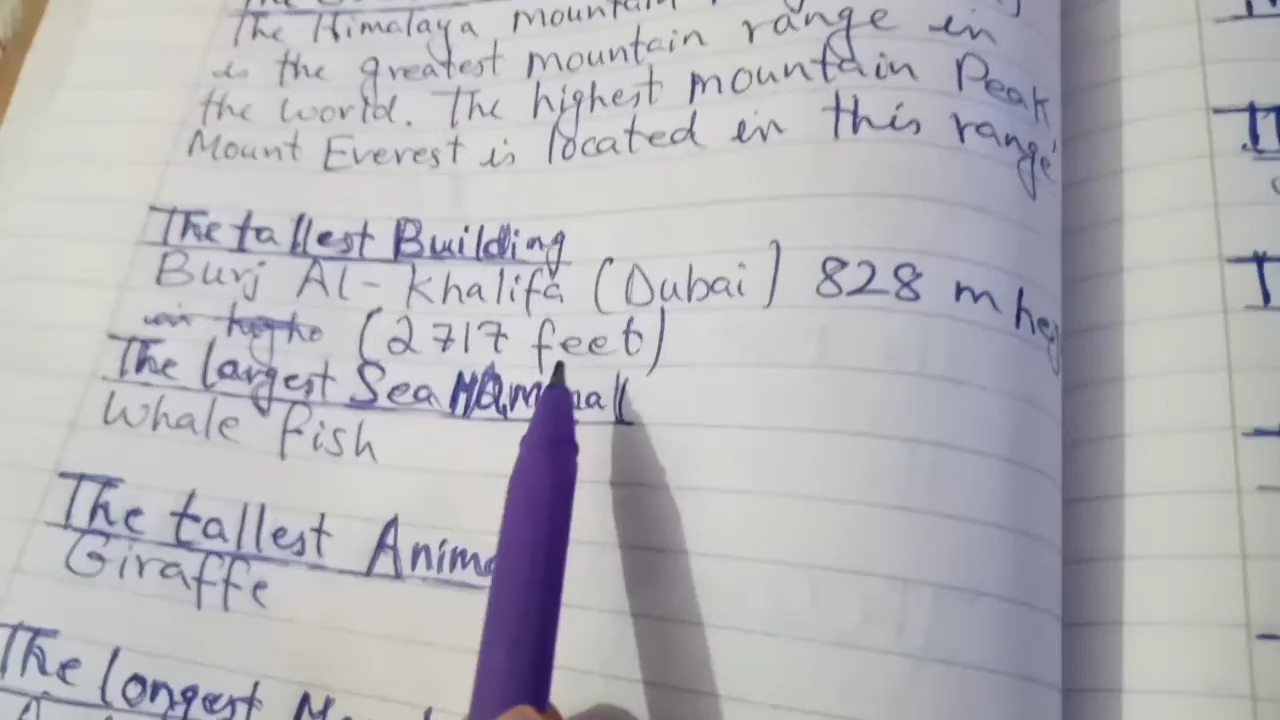 The Himalaya mountain
is the greatest mountain range in
the world. The highest mountain Peak
Mount Everest is located in this range
The tallest Building
Burj Al-Khalifa (Dubai) 828 m
(2717 feet)
The largest Sea
Whale fish
The tallest
Giraffe
The longest